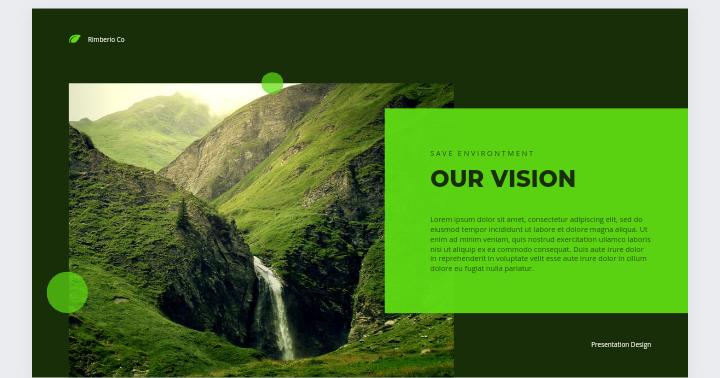 Rimberio Co
SAVE ENVIRONTMENT
OUR VISION
Lorem ipsum dolor sit amet, consectetur adipiscing elit, sed do
eiusmod tempor incididunt ut labore et dolore magna aliqua. Ut
enim ad minim veniam, quis nostrud exercitation ullamco laboris
nisi ut aliquip ex ea commodo consequat. Duis aute irure dolor
in reprehenderit in voluptate velit esse aute irure dolor in cillum
dolore eu fugiat nulla pariatur.
Presentation Design